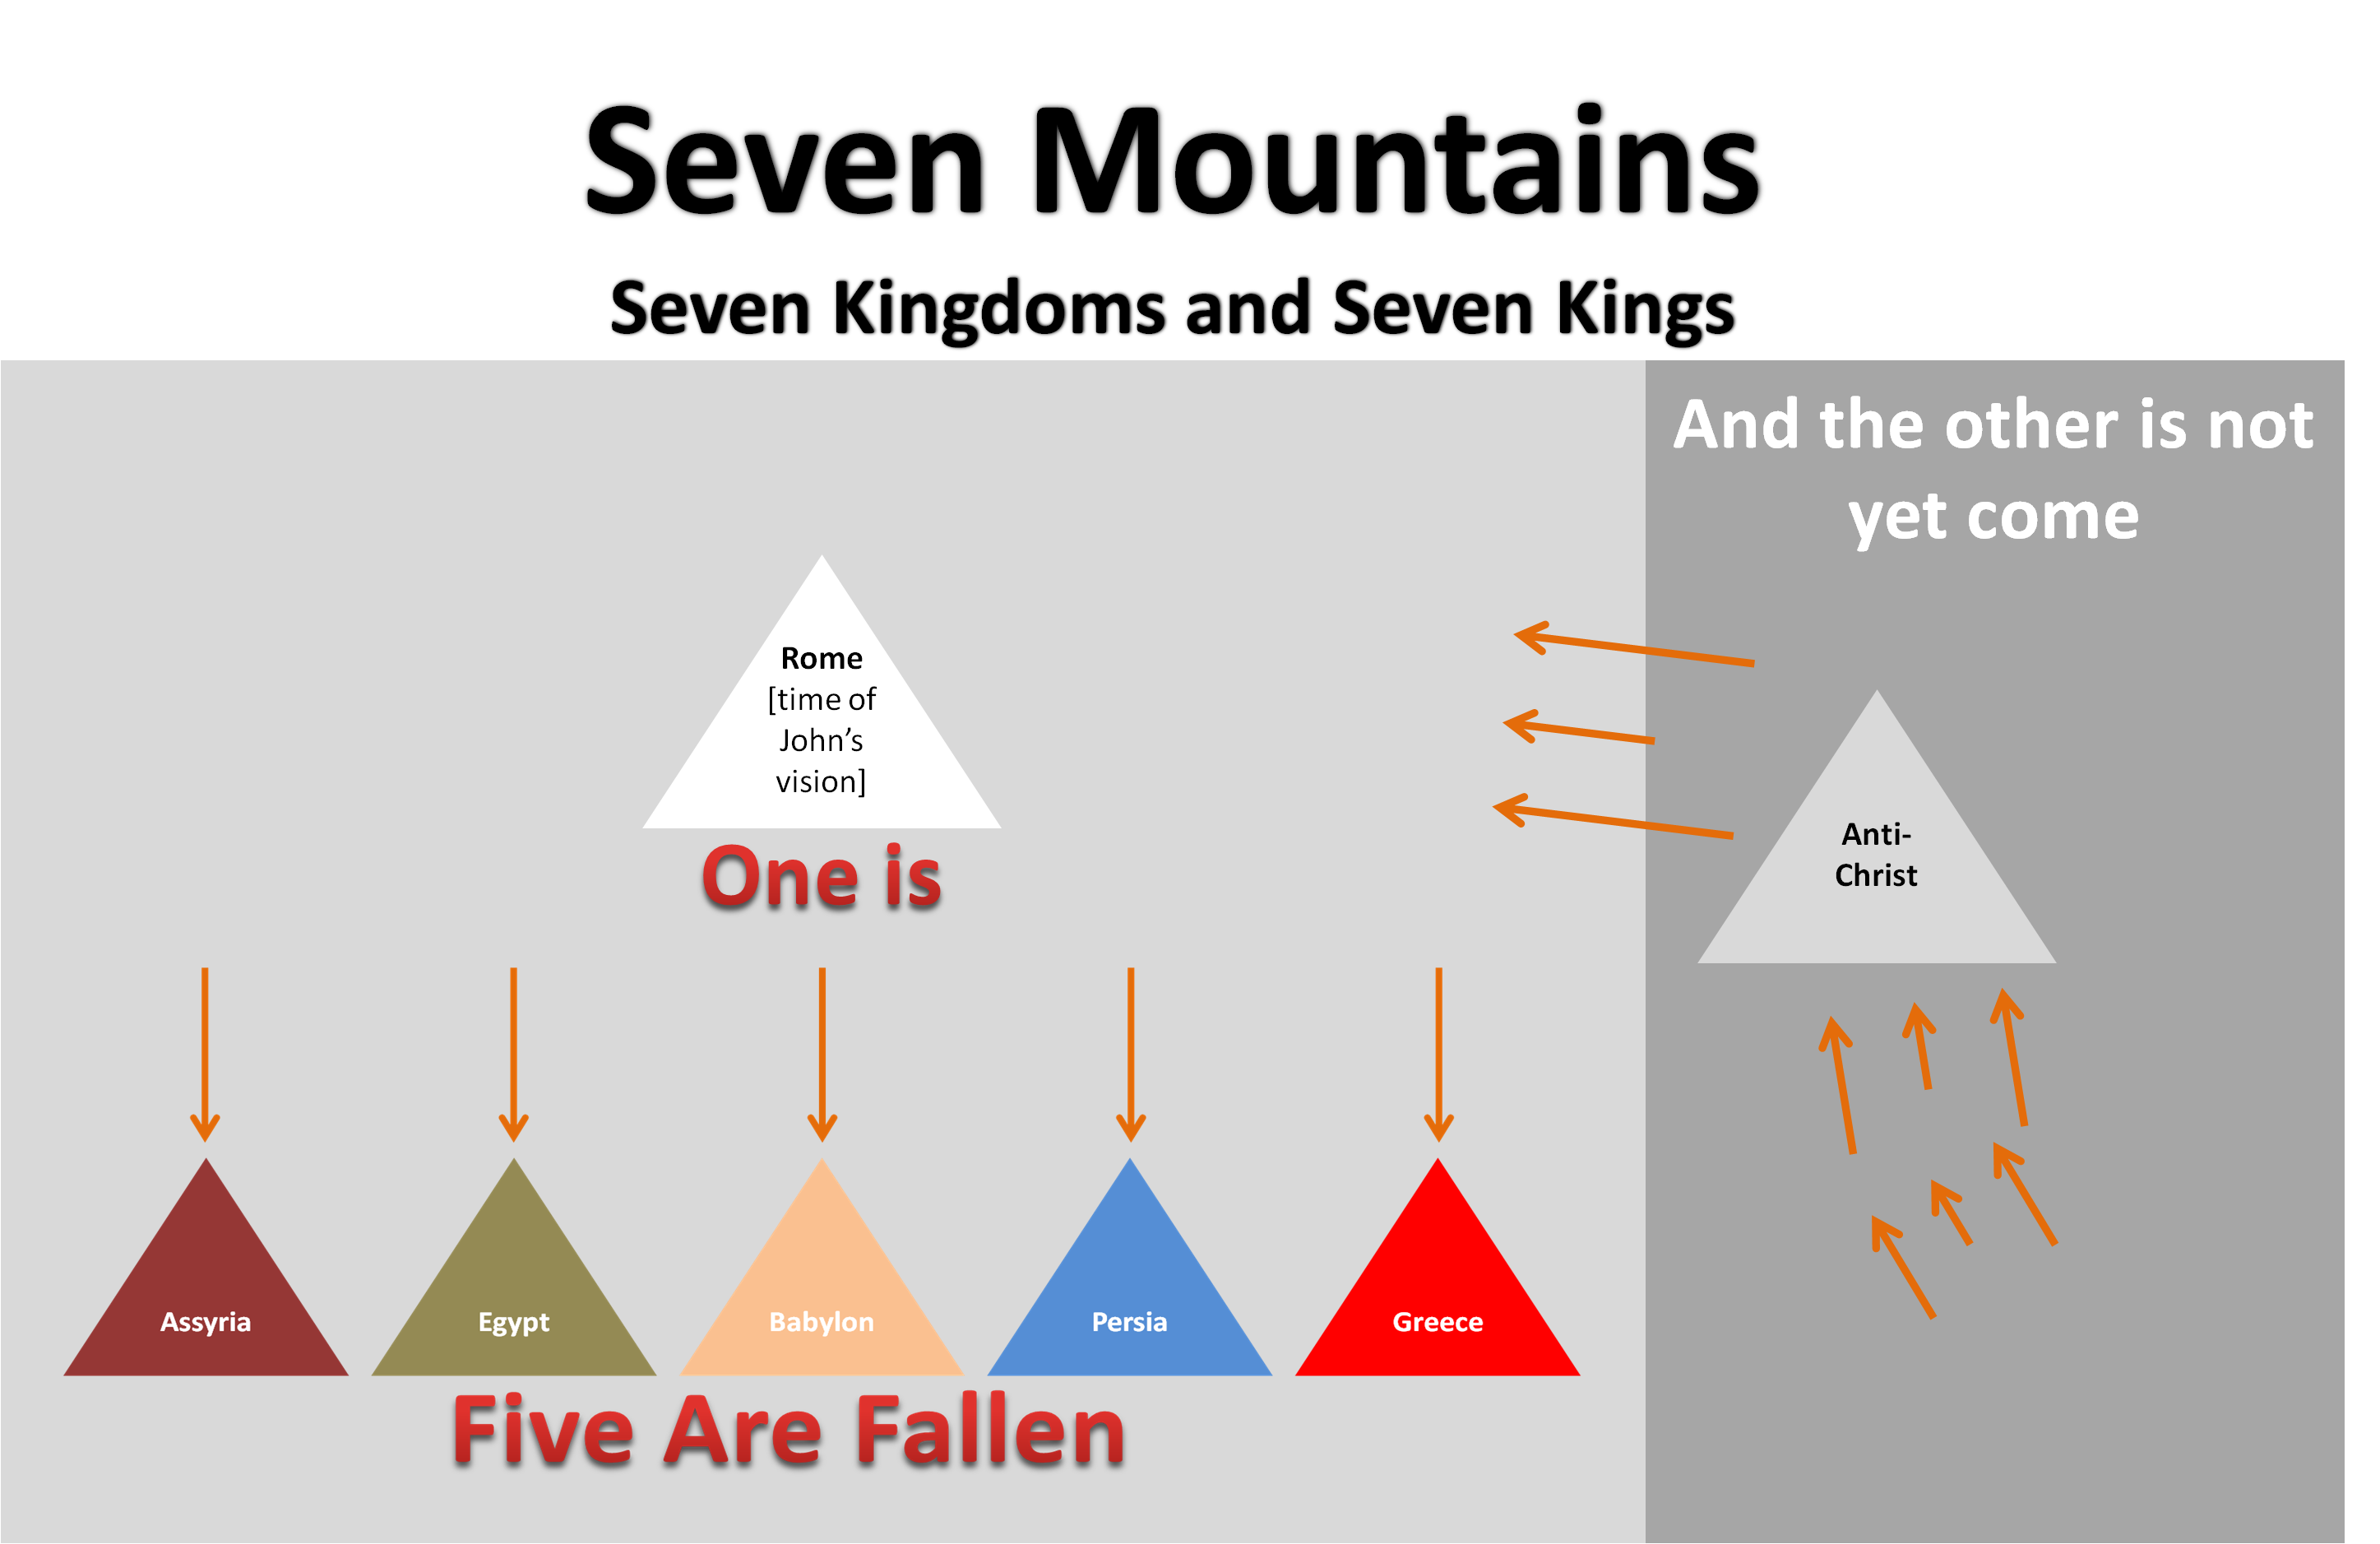 Seven Mountains
Seven Kingdoms and Seven Kings
And the other is not
yet come
Rome
[time of
John’s
vision]
One is
Anti-
Christ
Assyria
Egypt
Babylon
Persia
Greece
Five Are Fallen